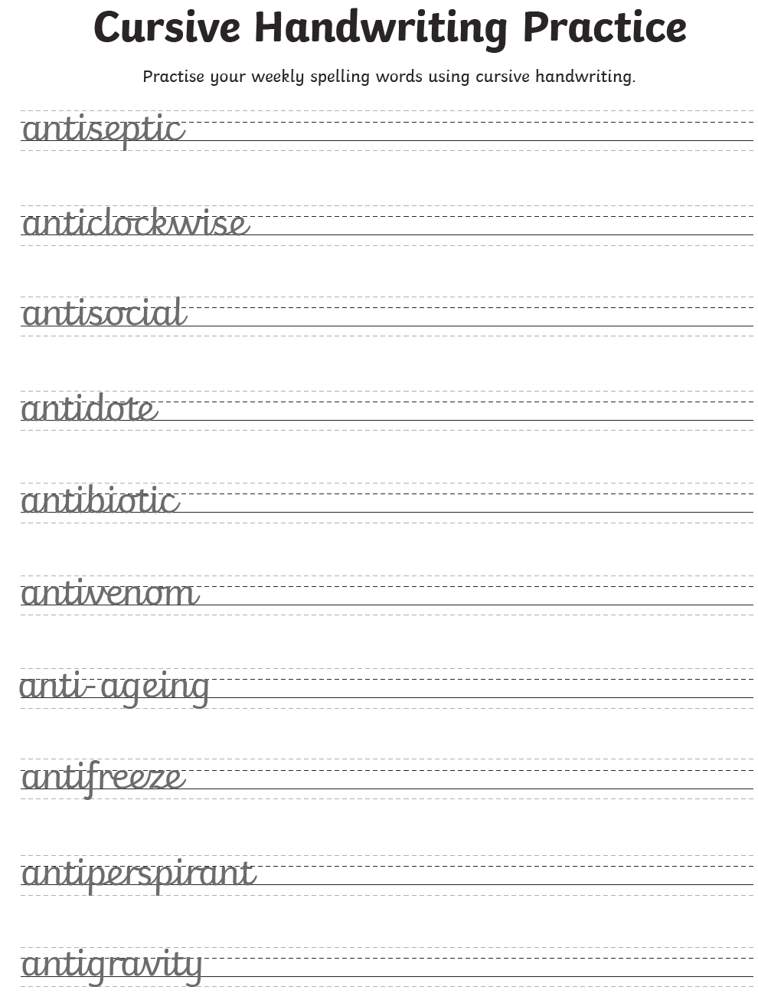 Cursive Handwriting Practice
Practise your weekly spelling words using cursive handwriting.
antiseptic
anticlockwise
antisocial
antidote
antibiotic
antivenom
anti-ageing
antifreeze
antiperspirant
antigravity